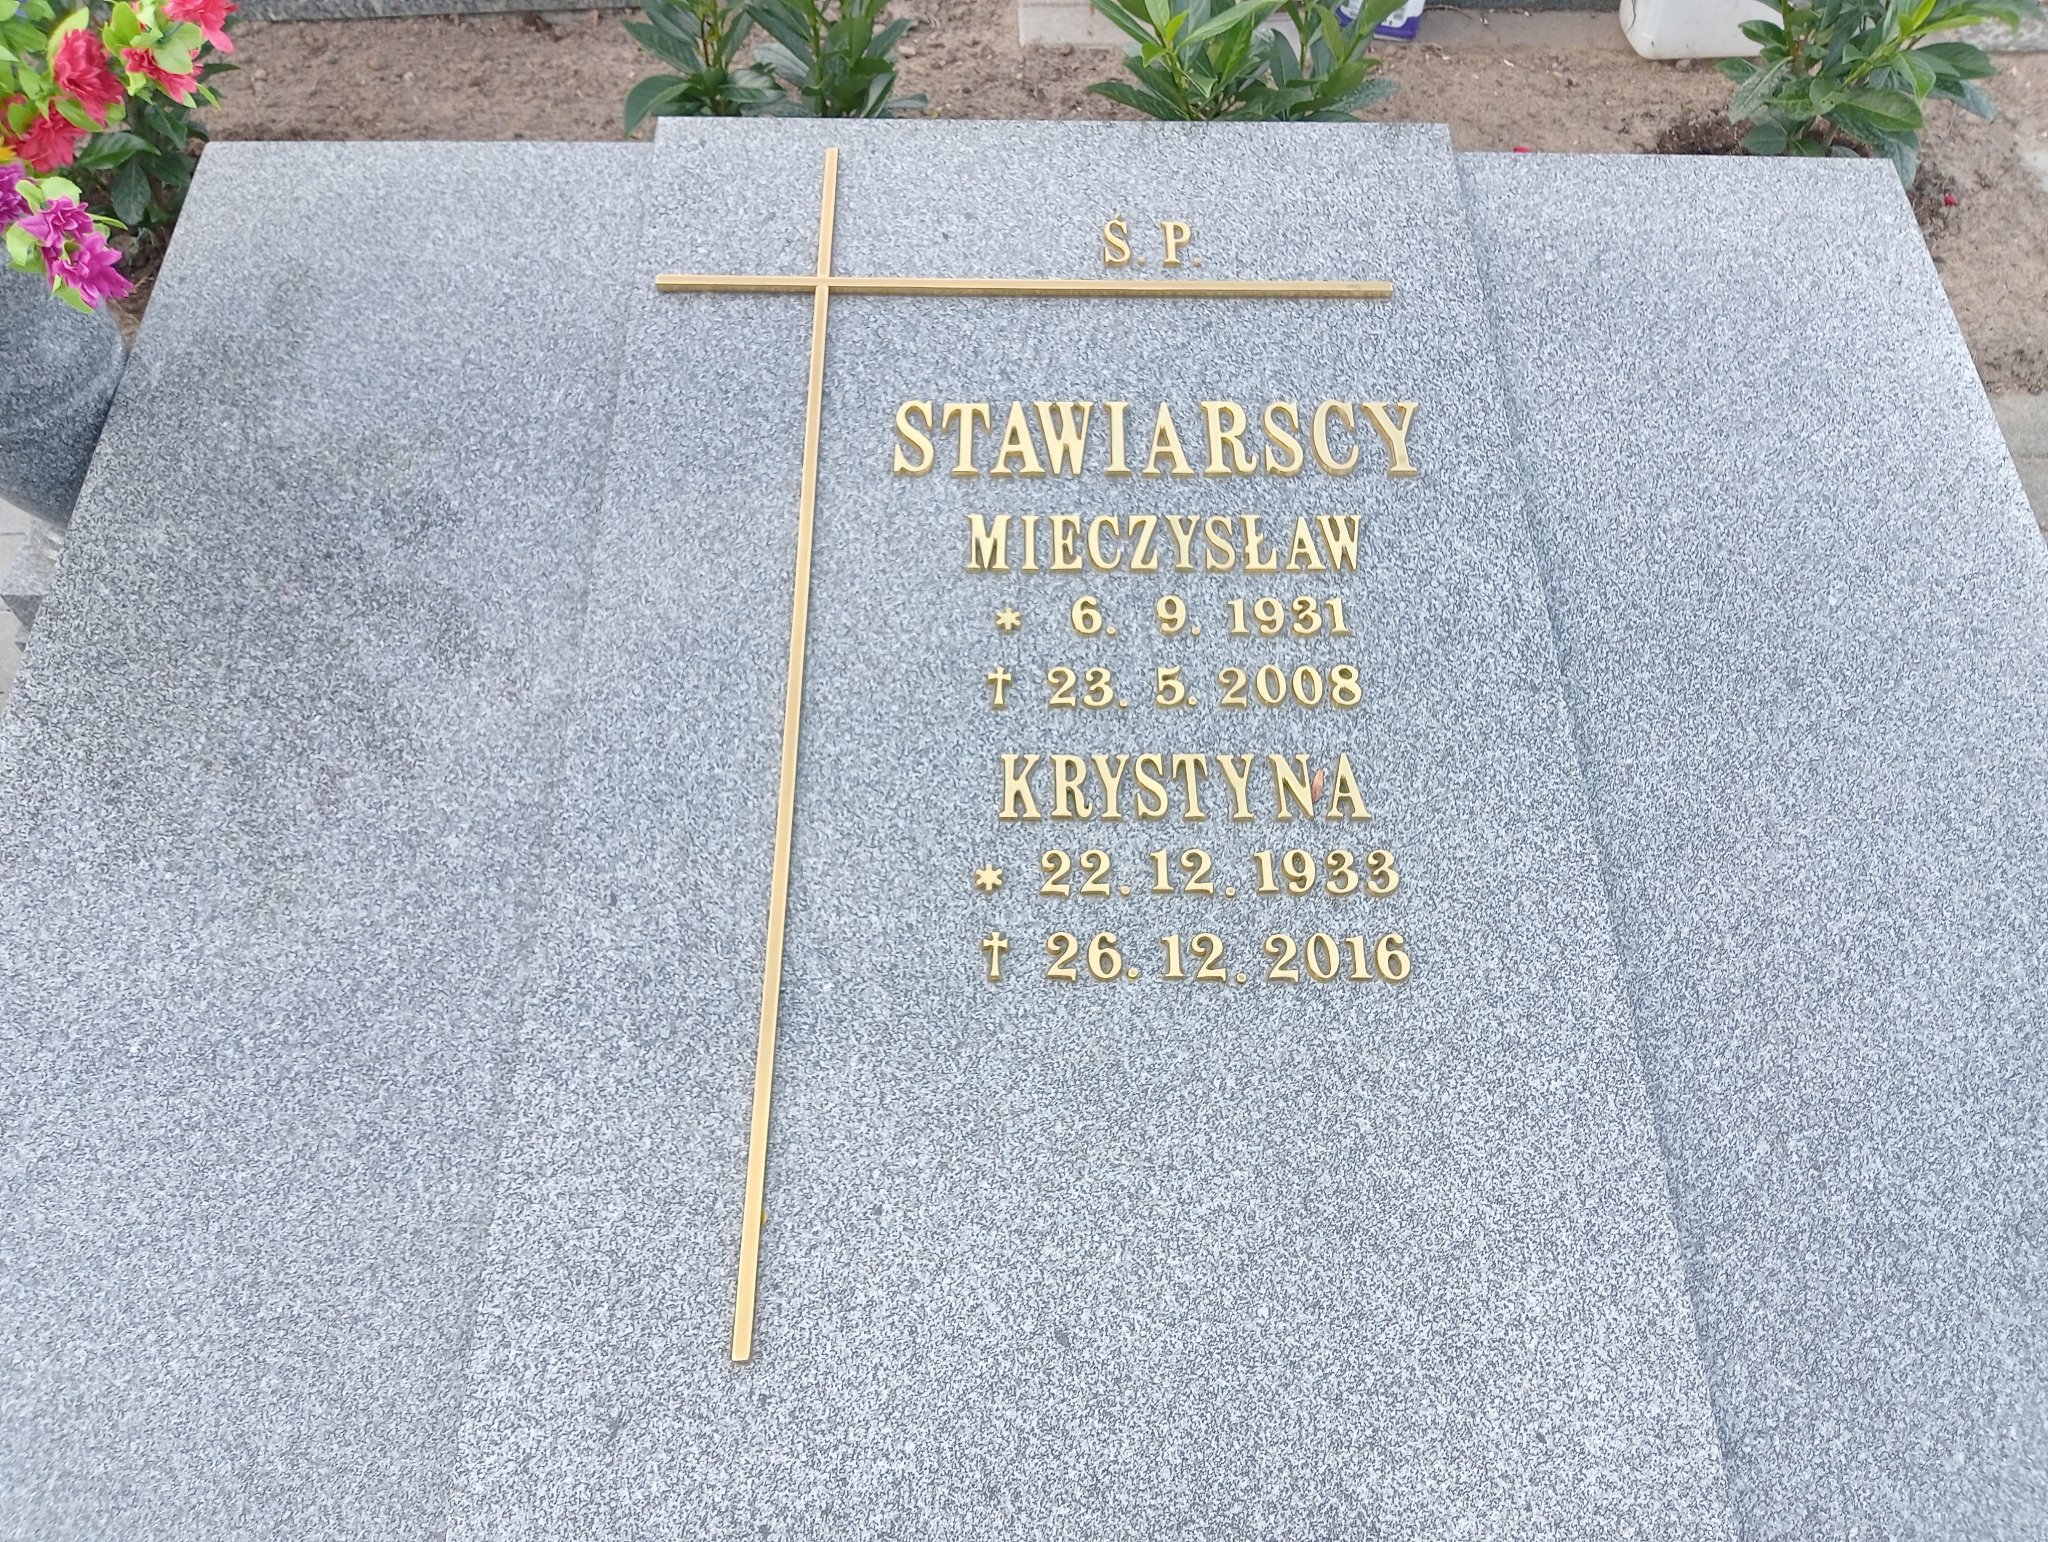 Ś. P.
STAWIARSCY
MIECZYSŁAW
* 6. 9. 1931
† 23. 5. 2008
KRYSTYNA
* 22. 12. 1933
† 26. 12. 2016